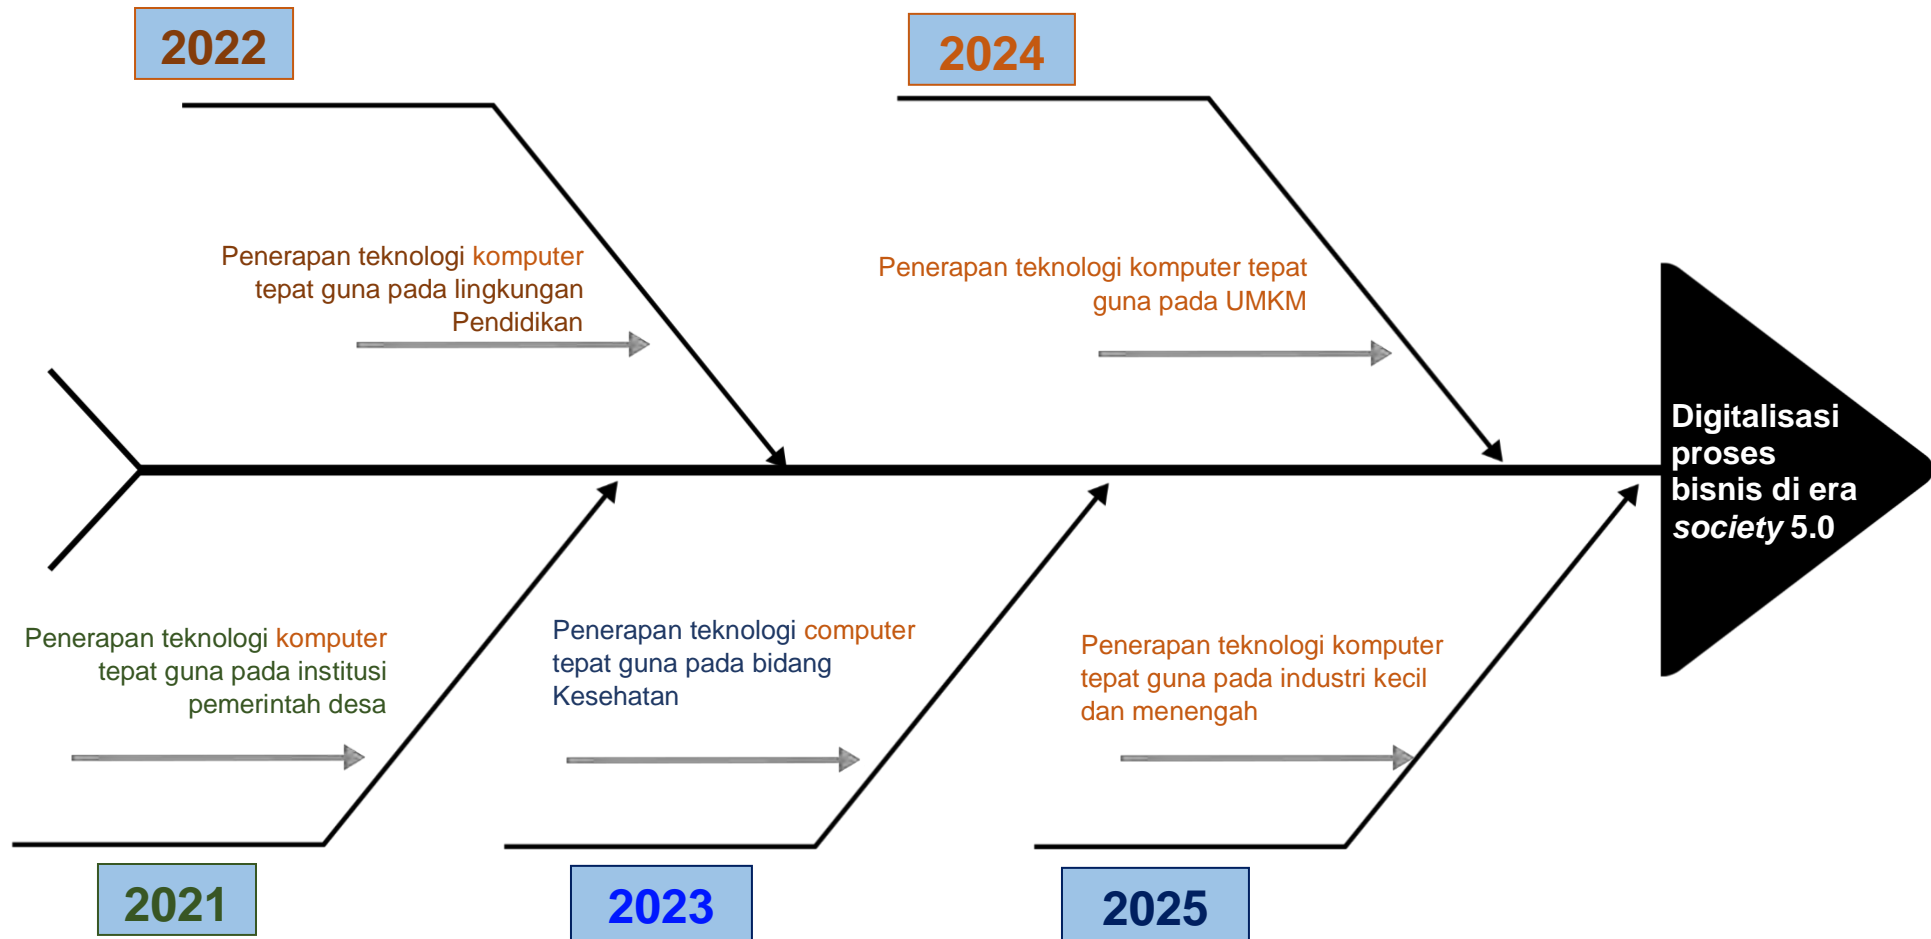 2022
2024
Penerapan teknologi komputer
tepat guna pada lingkungan
Pendidikan
Penerapan teknologi komputer tepat
guna pada UMKM
Digitalisasi
proses
bisnis di era
society 5.0
Penerapan teknologi komputer
tepat guna pada institusi
pemerintah desa
Penerapan teknologi computer
tepat guna pada bidang
Kesehatan
Penerapan teknologi komputer
tepat guna pada industri kecil
dan menengah
2021
2023
2025